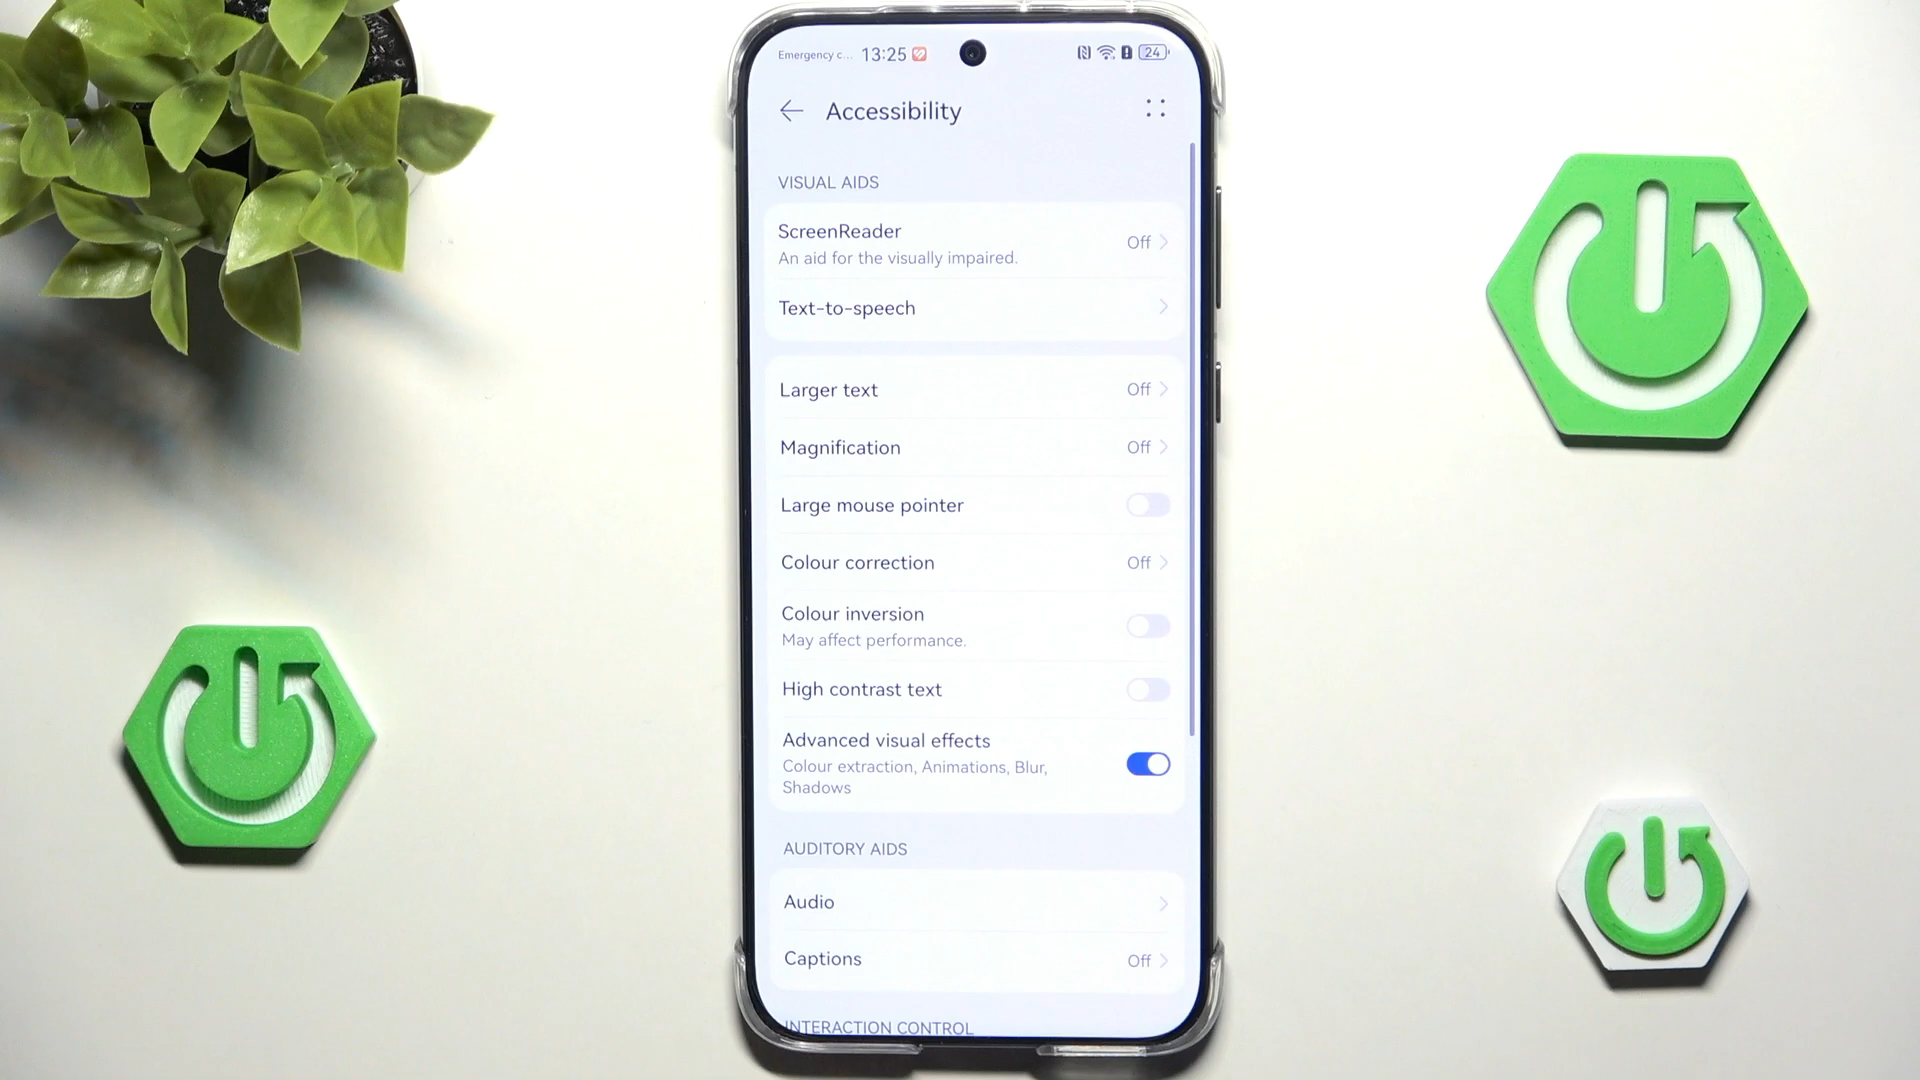 Emergency c... 13:25 24
Accessibility
VISUAL AIDS
ScreenReader
An aid for the visually impaired.
Off
Text-to-speech
Larger text Off
Magnification Off
Large mouse pointer
Colour correction Off
Colour inversion
May affect performance.
High contrast text
Advanced visual effects
Colour extraction, Animations, Blur,
Shadows
AUDITORY AIDS
Audio
Captions Off
INTERACTION CONTROL